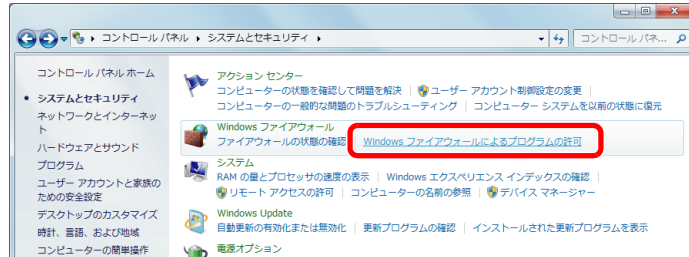 コントロール パネル ▸ システムとセキュリティ ▸
コントロール パネ...
コントロール パネル ホーム
システムとセキュリティ
ネットワークとインターネッ
ト
ハードウェアとサウンド
プログラム
ユーザー アカウントと家族の
ための安全設定
デスクトップのカスタマイズ
時計、言語、および地域
コンピューターの簡単操作
アクション センター
コンピューターの状態を確認して問題を解決 ユーザー アカウント制御設定の変更
コンピューターの一般的な問題のトラブルシューティング コンピューター システムを以前の状態に復元
Windows ファイアウォール
ファイアウォールの状態の確認 Windows ファイアウォールによるプログラムの許可
システム
RAM の量とプロセッサの速度の表示 Windows エクスペリエンス インデックスの確認
リモート アクセスの許可 コンピューターの名前の参照 デバイス マネージャー
Windows Update
自動更新の有効化または無効化 更新プログラムの確認 インストールされた更新プログラムを表示
電源オプション